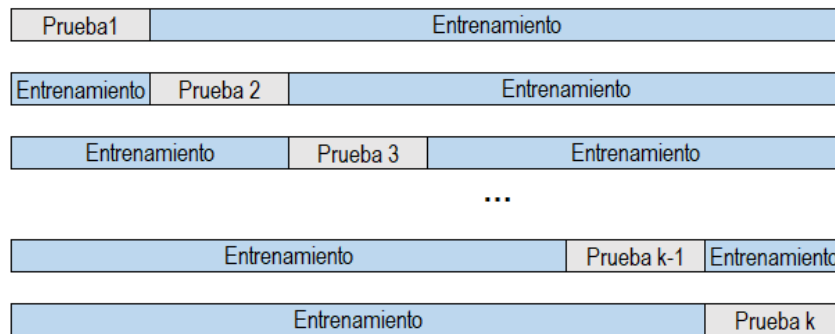 Prueba1 Entrenamiento
Entrenamiento Prueba 2 Entrenamiento
Entrenamiento Prueba 3 Entrenamiento
...
Entrenamiento Prueba k-1 Entrenamiento
Entrenamiento Prueba k